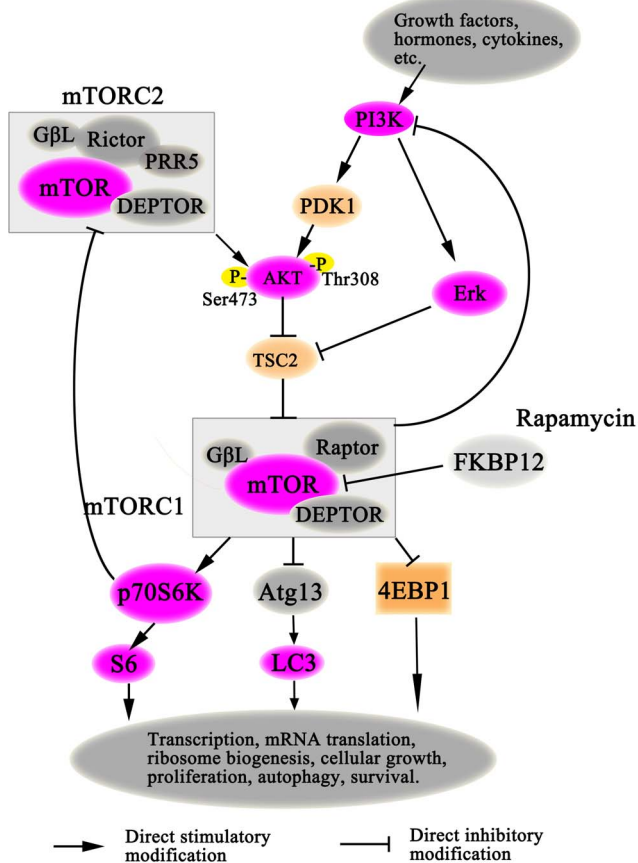 Growth factors,
hormones, cytokines,
etc.
mTORC2
PI3K
GβL
Rictor
PRR5
mTOR
DEPTOR
PDK1
P-
AKT
-P
Ser473
Thr308
Erk
TSC2
Rapamycin
GβL
Raptor
FKBP12
mTOR
mTORC1
DEPTOR
p70S6K
Atg13
4EBP1
S6
LC3
Transcription, mRNA translation,
ribosome biogenesis, cellular growth,
proliferation, autophagy, survival.
Direct stimulatory
modification
Direct inhibitory
modification